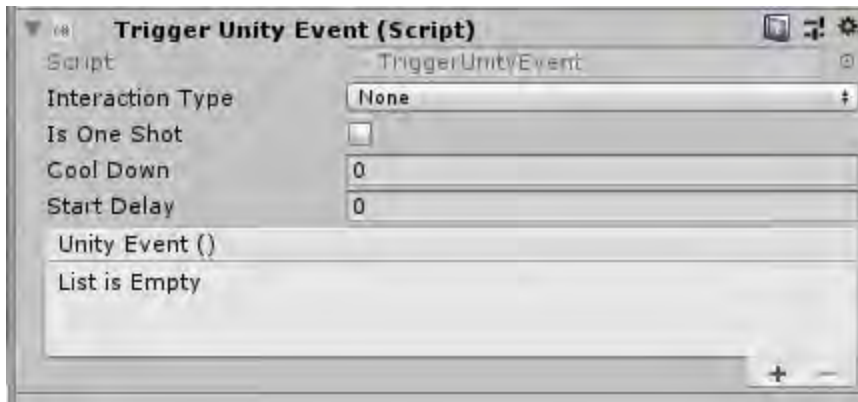 Trigger Unity Event (Script)
Script TriggerUnityEvent
Interaction Type None
Is One Shot
Cool Down 0
Start Delay 0
Unity Event ()
List is Empty
+ −